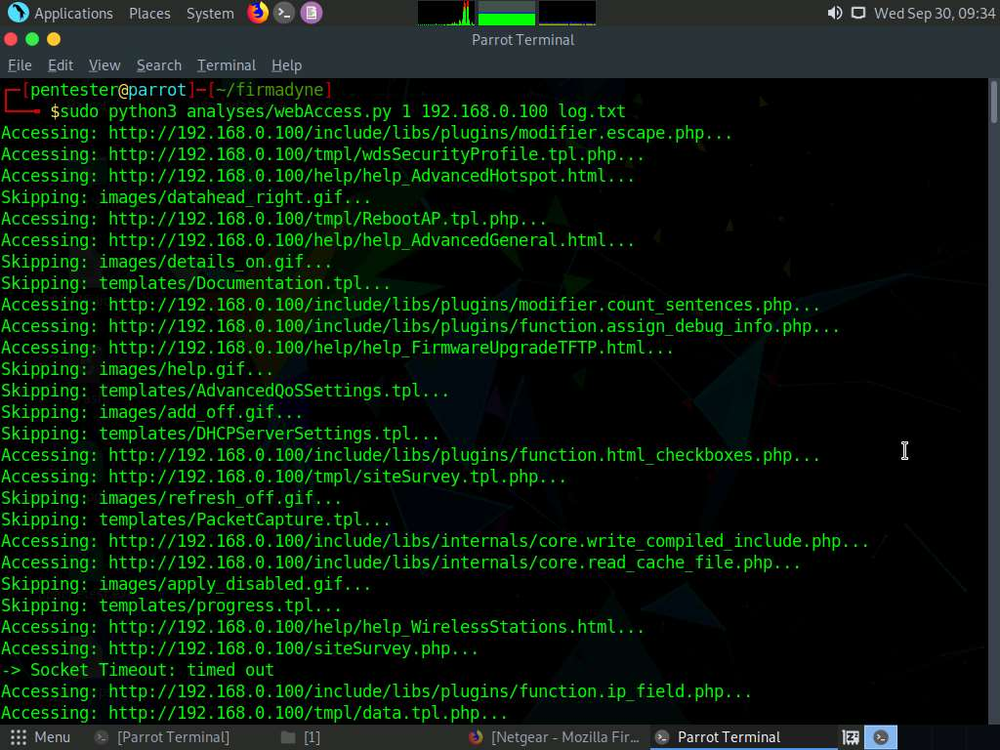 Applications Places System Wed Sep 30, 09:34
Parrot Terminal
File Edit View Search Terminal Help
[pentester@parrot]-[~/firmadyne]
$sudo python3 analyses/webAccess.py 1 192.168.0.100 log.txt
Accessing: http://192.168.0.100/include/libs/plugins/modifier.escape.php...
Accessing: http://192.168.0.100/tmpl/wdsSecurityProfile.tpl.php...
Accessing: http://192.168.0.100/help/help_AdvancedHotspot.html...
Skipping: images/datahead_right.gif...
Accessing: http://192.168.0.100/tmpl/RebootAP.tpl.php...
Accessing: http://192.168.0.100/help/help_AdvancedGeneral.html...
Skipping: images/details_on.gif...
Skipping: templates/Documentation.tpl...
Accessing: http://192.168.0.100/include/libs/plugins/modifier.count_sentences.php...
Accessing: http://192.168.0.100/include/libs/plugins/function.assign_debug_info.php...
Accessing: http://192.168.0.100/help/help_FirmwareUpgradeTFTP.html...
Skipping: images/help.gif...
Skipping: templates/AdvancedQoSSettings.tpl...
Skipping: images/add_off.gif...
Skipping: templates/DHCPServerSettings.tpl...
Accessing: http://192.168.0.100/include/libs/plugins/function.html_checkboxes.php...
Accessing: http://192.168.0.100/tmpl/siteSurvey.tpl.php...
Skipping: images/refresh_off.gif...
Skipping: templates/PacketCapture.tpl...
Accessing: http://192.168.0.100/include/libs/internals/core.write_compiled_include.php...
Accessing: http://192.168.0.100/include/libs/internals/core.read_cache_file.php...
Skipping: images/apply_disabled.gif...
Skipping: templates/progress.tpl...
Accessing: http://192.168.0.100/help/help_WirelessStations.html...
Accessing: http://192.168.0.100/siteSurvey.php...
-> Socket Timeout: timed out
Accessing: http://192.168.0.100/include/libs/plugins/function.ip_field.php...
Accessing: http://192.168.0.100/tmpl/data.tpl.php...
Menu [Parrot Terminal] [1] [Netgear - Mozilla Fir... Parrot Terminal